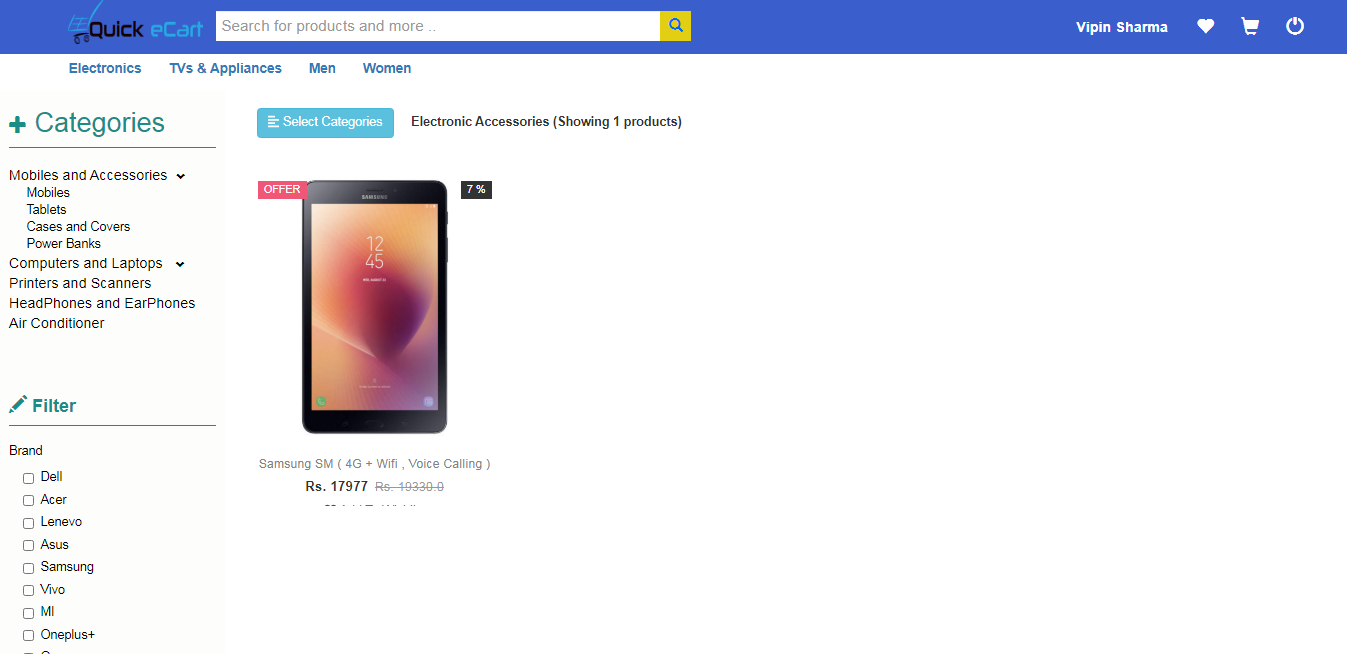 Quick eCart
Search for products and more ..
Vipin Sharma
Electronics
TVs & Appliances
Men
Women
Categories
Mobiles and Accessories
Mobiles
Tablets
Cases and Covers
Power Banks
Computers and Laptops
Printers and Scanners
HeadPhones and EarPhones
Air Conditioner
Filter
Brand
Dell
Acer
Lenevo
Asus
Samsung
Vivo
MI
Oneplus+
Select Categories
Electronic Accessories (Showing 1 products)
OFFER
7 %
SAMSUNG
12
45
Samsung SM ( 4G + Wifi , Voice Calling )
Rs. 17977 Rs. 19330.0